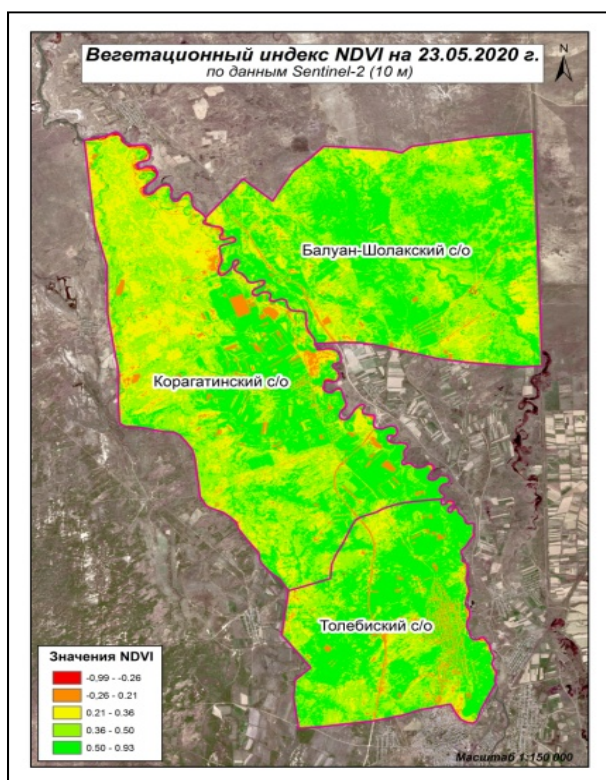 Вегетационный индекс NDVI на 23.05.2020 г.
по данным Sentinel-2 (10 м)
N
Балуан-Шолакский с/о
Корагатинский с/о
Толебиский с/о
Значения NDVI
-0,99 - -0.26
-0,26 - 0.21
0.21 - 0.36
0.36 - 0.50
0.50 - 0.93
Масштаб 1:150 000